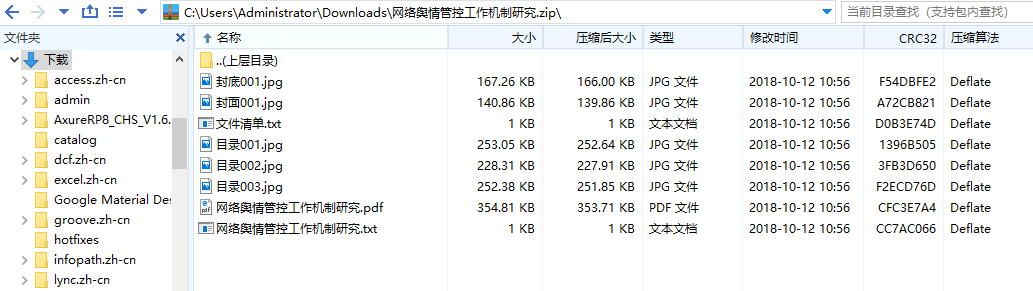 C:\Users\Administrator\Downloads\网络舆情管控工作机制研究.zip\ 当前目录查找（支持包内查找）
文件夹 名称 大小 压缩后大小 类型 修改时间 CRC32 压缩算法
下载 ..(上层目录)
access.zh-cn 封底001.jpg 167.26 KB 166.00 KB JPG 文件 2018-10-12 10:56 F54DBFE2 Deflate
admin 封面001.jpg 140.86 KB 139.86 KB JPG 文件 2018-10-12 10:56 A72CB821 Deflate
AxureRP8_CHS_V1.6. 文件清单.txt 1 KB 1 KB 文本文档 2018-10-12 10:56 D0B3E74D Deflate
catalog 目录001.jpg 253.05 KB 252.64 KB JPG 文件 2018-10-12 10:56 1396B505 Deflate
dcf.zh-cn 目录002.jpg 228.31 KB 227.91 KB JPG 文件 2018-10-12 10:56 3FB3D650 Deflate
excel.zh-cn 目录003.jpg 252.38 KB 251.85 KB JPG 文件 2018-10-12 10:56 F2ECD76D Deflate
Google Material Des 网络舆情管控工作机制研究.pdf 354.81 KB 353.71 KB PDF 文件 2018-10-12 10:56 CFC3E7A4 Deflate
groove.zh-cn 网络舆情管控工作机制研究.txt 1 KB 1 KB 文本文档 2018-10-12 10:56 CC7AC066 Deflate
hotfixes
infopath.zh-cn
lync.zh-cn